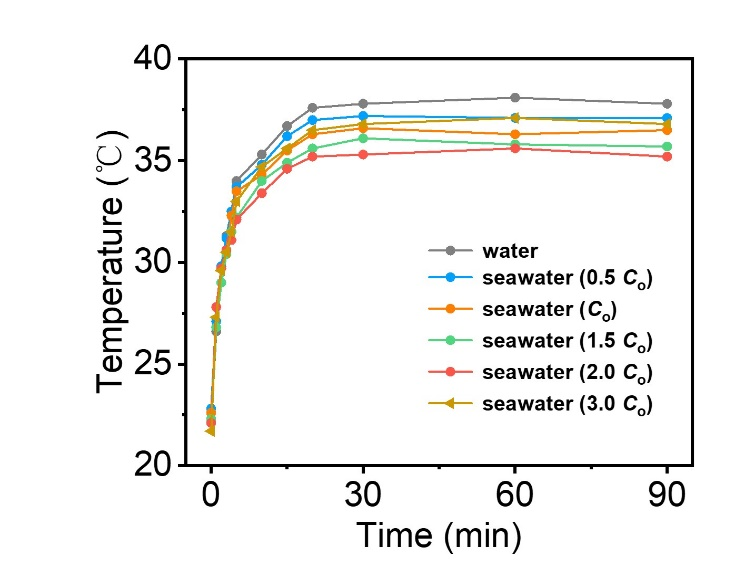 40
35
30
25
20
Temperature (℃)
water
seawater (0.5 Co)
seawater (Co)
seawater (1.5 Co)
seawater (2.0 Co)
seawater (3.0 Co)
0 30 60 90
Time (min)